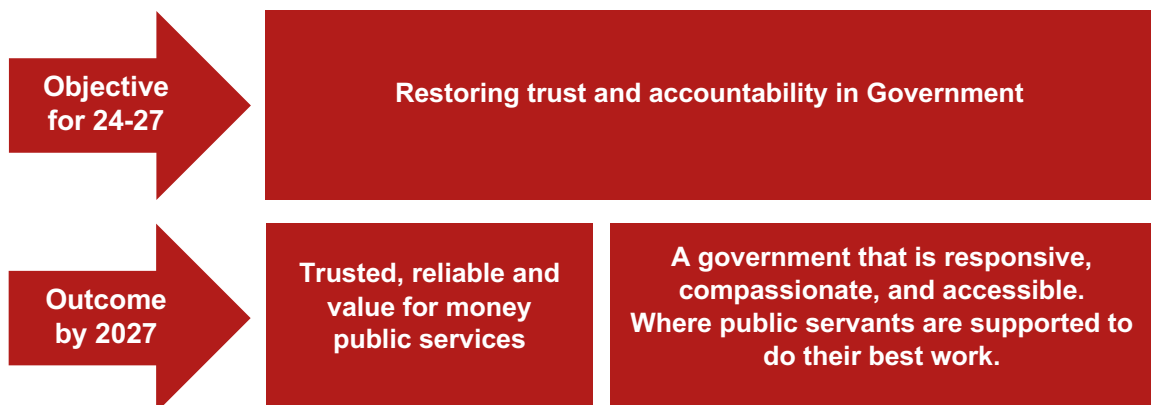 Objective
for 24-27
Restoring trust and accountability in Government
Outcome
by 2027
Trusted, reliable and
value for money
public services
A government that is responsive,
compassionate, and accessible.
Where public servants are supported to
do their best work.